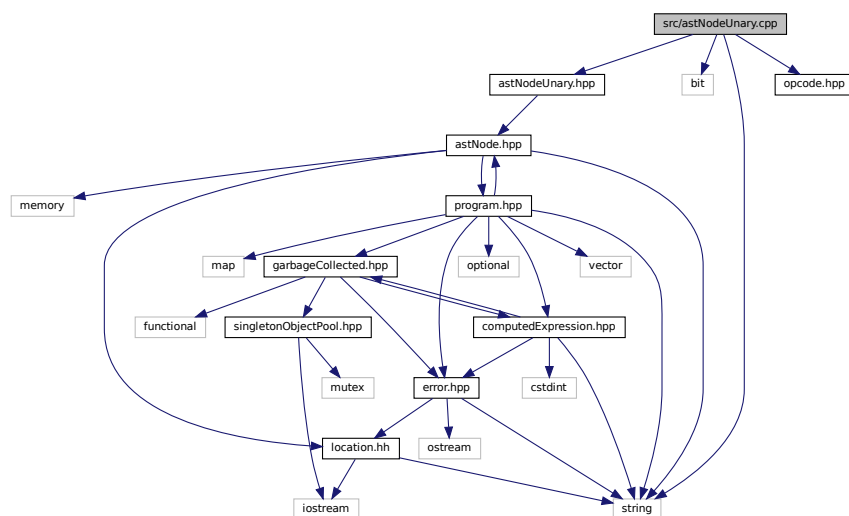 src/astNodeUnary.cpp
astNodeUnary.hpp
bit
opcode.hpp
astNode.hpp
memory
program.hpp
map
garbageCollected.hpp
optional
vector
functional
singletonObjectPool.hpp
computedExpression.hpp
mutex
error.hpp
cstdint
location.hh
ostream
iostream
string